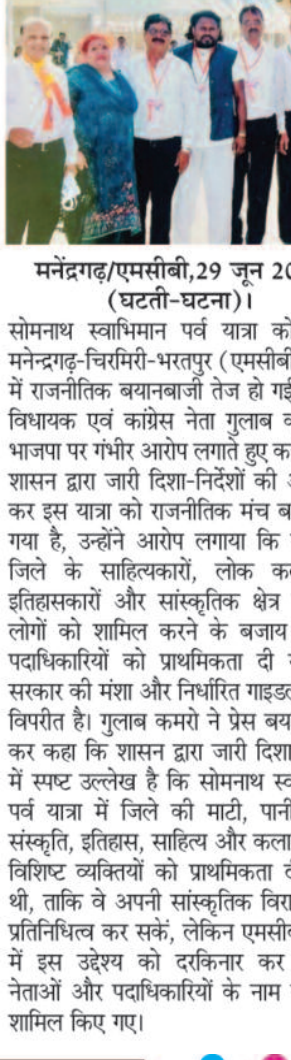 मनेंद्रगढ़/एमसीबी,29 जून 20
(घटती-घटना)।
सोमनाथ स्वाभिमान पर्व यात्रा को
मनेन्द्रगढ़-चिरमिरी-भरतपुर (एमसीबी
में राजनीतिक बयानबाजी तेज हो गई
विधायक एवं कांग्रेस नेता गुलाब
भाजपा पर गंभीर आरोप लगाते हुए क
शासन द्वारा जारी दिशा-निर्देशों की
कर इस यात्रा को राजनीतिक मंच ब
गया है, उन्होंने आरोप लगाया कि
जिले के साहित्यकारों, लोक क
इतिहासकारों और सांस्कृतिक क्षेत्र
लोगों को शामिल करने के बजाय
पदाधिकारियों को प्राथमिकता दी
सरकार की मंशा और निर्धारित गाइड
विपरीत है। गुलाब कमरो ने प्रेस बय
कर कहा कि शासन द्वारा जारी दिशा
में स्पष्ट उल्लेख है कि सोमनाथ स्व
पर्व यात्रा में जिले की माटी, पानी
संस्कृति, इतिहास, साहित्य और कला
विशिष्ट व्यक्तियों को प्राथमिकता द
थी, ताकि वे अपनी सांस्कृतिक विरा
प्रतिनिधित्व कर सकें, लेकिन एमसी
में इस उद्देश्य को दरकिनार कर
नेताओं और पदाधिकारियों के नाम
शामिल किए गए।